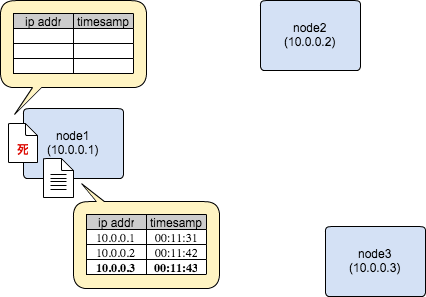 ip addr timesamp
node2
(10.0.0.2)
node1
(10.0.0.1)
死
ip addr timesamp
10.0.0.1 00:11:31
10.0.0.2 00:11:42
10.0.0.3 00:11:43
node3
(10.0.0.3)